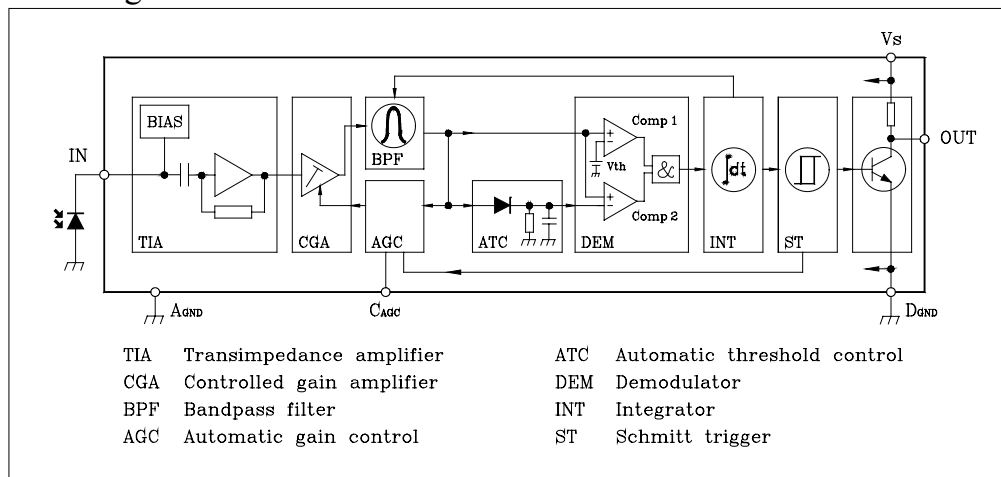 Vs
BIAS
Comp 1
IN
BPF
Vth
&
∫dt
OUT
Comp 2
TIA
CGA
AGC
ATC
DEM
INT
ST
AGND
CAGC
DGND
TIA Transimpedance amplifier
CGA Controlled gain amplifier
BPF Bandpass filter
AGC Automatic gain control
ATC Automatic threshold control
DEM Demodulator
INT Integrator
ST Schmitt trigger